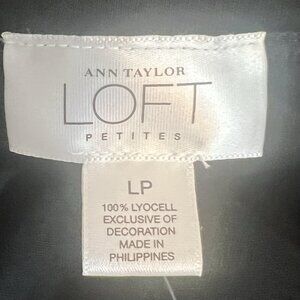 ANN TAYLOR
LOFT
PETITES
LP
100% LYOCELL
EXCLUSIVE OF
DECORATION
MADE IN
PHILIPPINES